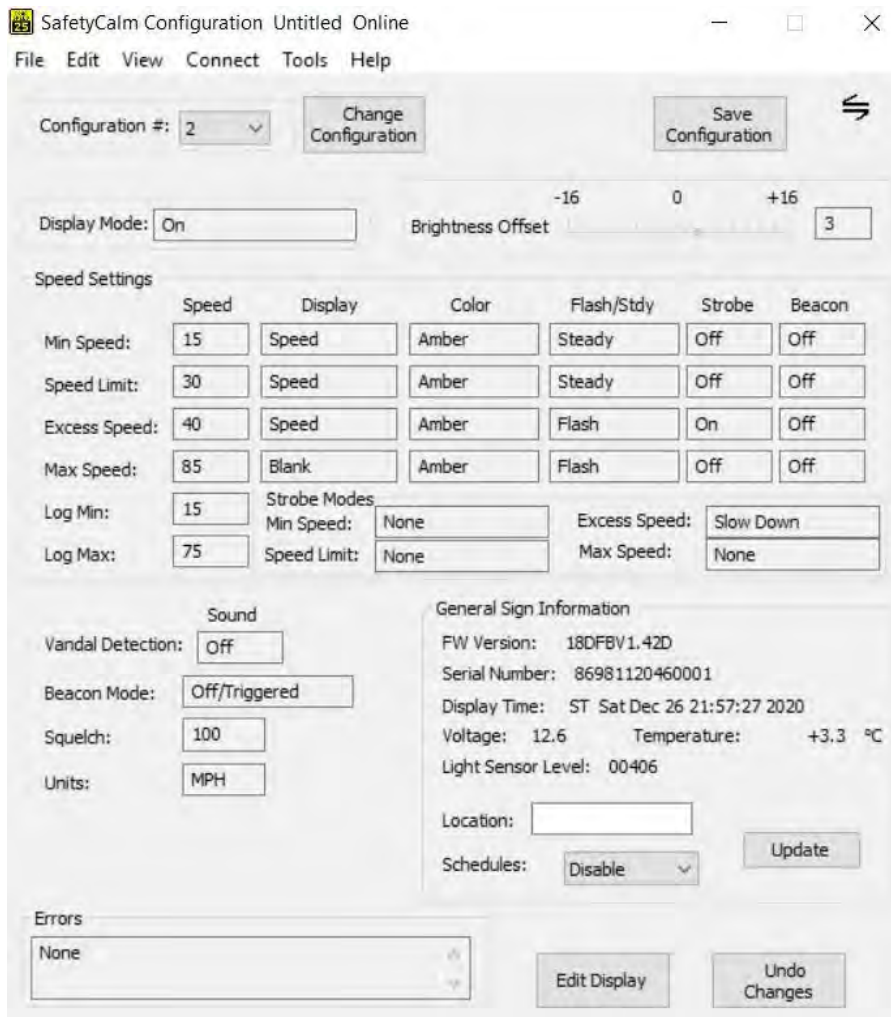 SafetyCalm Configuration Untitled Online
File Edit View Connect Tools Help
Configuration #: 2 Change Configuration Save Configuration
-16 0 +16
Display Mode: On Brightness Offset 3
Speed Settings
Speed Display Color Flash/Stdy Strobe Beacon
Min Speed: 15 Speed Amber Steady Off Off
Speed Limit: 30 Speed Amber Steady Off Off
Excess Speed: 40 Speed Amber Flash On Off
Max Speed: 85 Blank Amber Flash Off Off
Log Min: 15 Strobe Modes
Min Speed: None Excess Speed: Slow Down
Log Max: 75 Speed Limit: None Max Speed: None
Sound
Vandal Detection: Off
Beacon Mode: Off/Triggered
Squelch: 100
Units: MPH
General Sign Information
FW Version: 18DFBV1.42D
Serial Number: 86981120460001
Display Time: ST Sat Dec 26 21:57:27 2020
Voltage: 12.6 Temperature: +3.3 °C
Light Sensor Level: 00406
Location:
Schedules: Disable Update
Errors
None
Edit Display Undo Changes